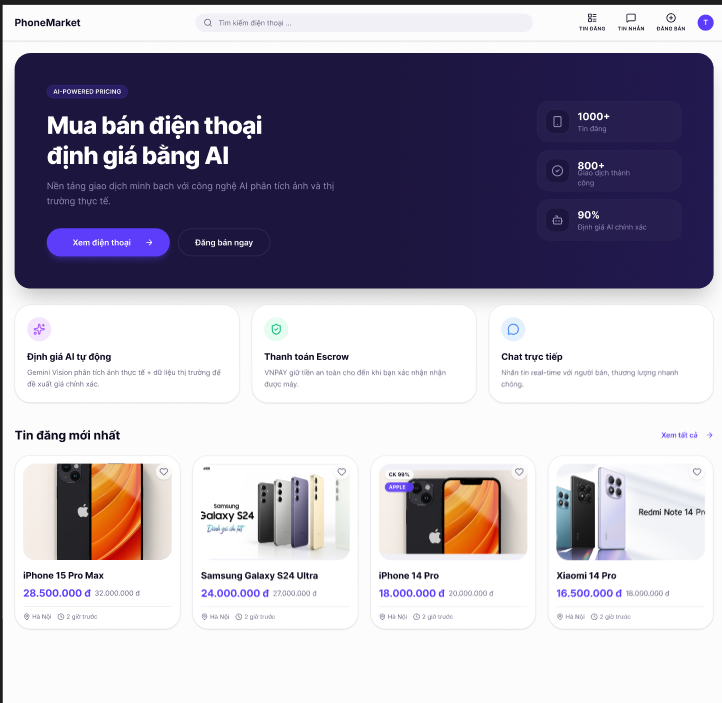 PhoneMarket
Tìm kiếm điện thoại ...
TIN ĐĂNG
TIN NHẮN
ĐĂNG BÁN
T
AI-POWERED PRICING
Mua bán điện thoại
định giá bằng AI
Nền tảng giao dịch minh bạch với công nghệ AI phân tích ảnh và thị
trường thực tế.
Xem điện thoại
Đăng bán ngay
1000+
Tin đăng
800+
Giao dịch thành
công
90%
Định giá AI chính xác
Định giá AI tự động
Gemini Vision phân tích ảnh thực tế + dữ liệu thị trường để
đề xuất giá chính xác.
Thanh toán Escrow
VNPAY giữ tiền an toàn cho đến khi bạn xác nhận nhận
được máy.
Chat trực tiếp
Nhắn tin real-time với người bán, thương lượng nhanh
chóng.
Tin đăng mới nhất
Xem tất cả
Samsung
Galaxy S24
Đánh giá chi tiết
CK 98%
APPLE
Redmi Note 14 Pr
iPhone 15 Pro Max
28.500.000 đ 32.000.000 đ
Hà Nội 2 giờ trước
Samsung Galaxy S24 Ultra
24.000.000 đ 27.000.000 đ
Hà Nội 2 giờ trước
iPhone 14 Pro
18.000.000 đ 20.000.000 đ
Hà Nội 2 giờ trước
Xiaomi 14 Pro
16.500.000 đ 18.000.000 đ
Hà Nội 2 giờ trước